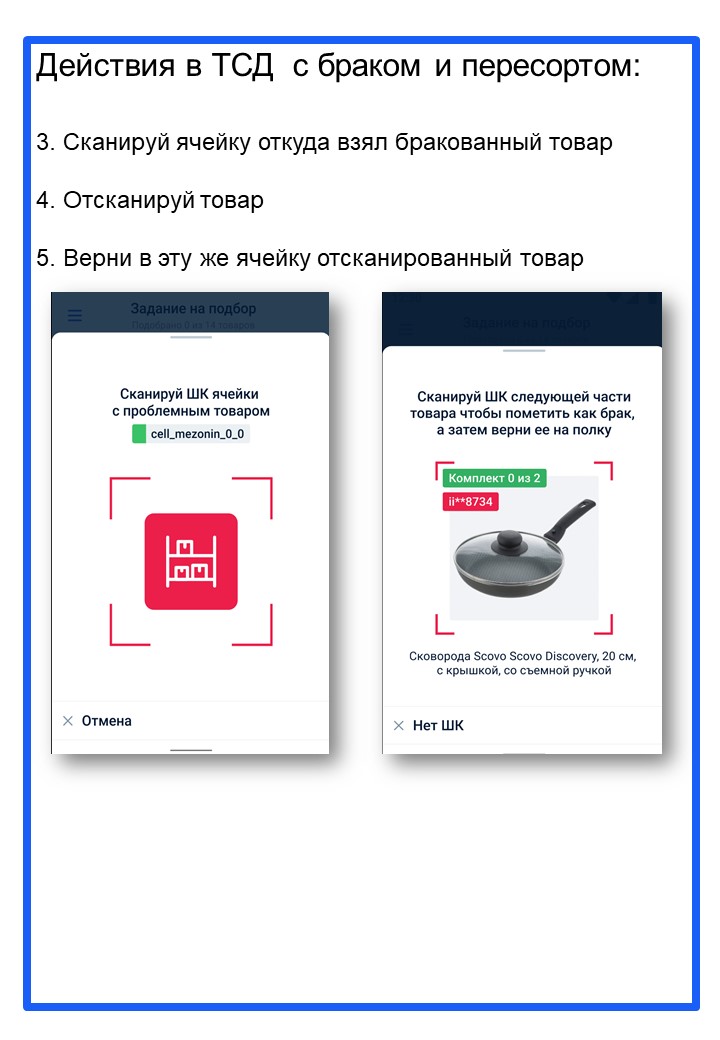 Действия в ТСД с браком и пересортом:
3. Сканируй ячейку откуда взял бракованный товар
4. Отсканируй товар
5. Верни в эту же ячейку отсканированный товар
Задание на подбор
Подобрано 0 из 14 товаров
Сканируй ШК ячейки
с проблемным товаром
cell_mezonin_0_0
Отмена
Задание на подбор
Сканируй ШК следующей части
товара чтобы пометить как брак,
а затем верни ее на полку
Комплект 0 из 2
ii**8734
Сковорода Scovo Scovo Discovery, 20 см,
с крышкой, со съемной ручкой
Нет ШК